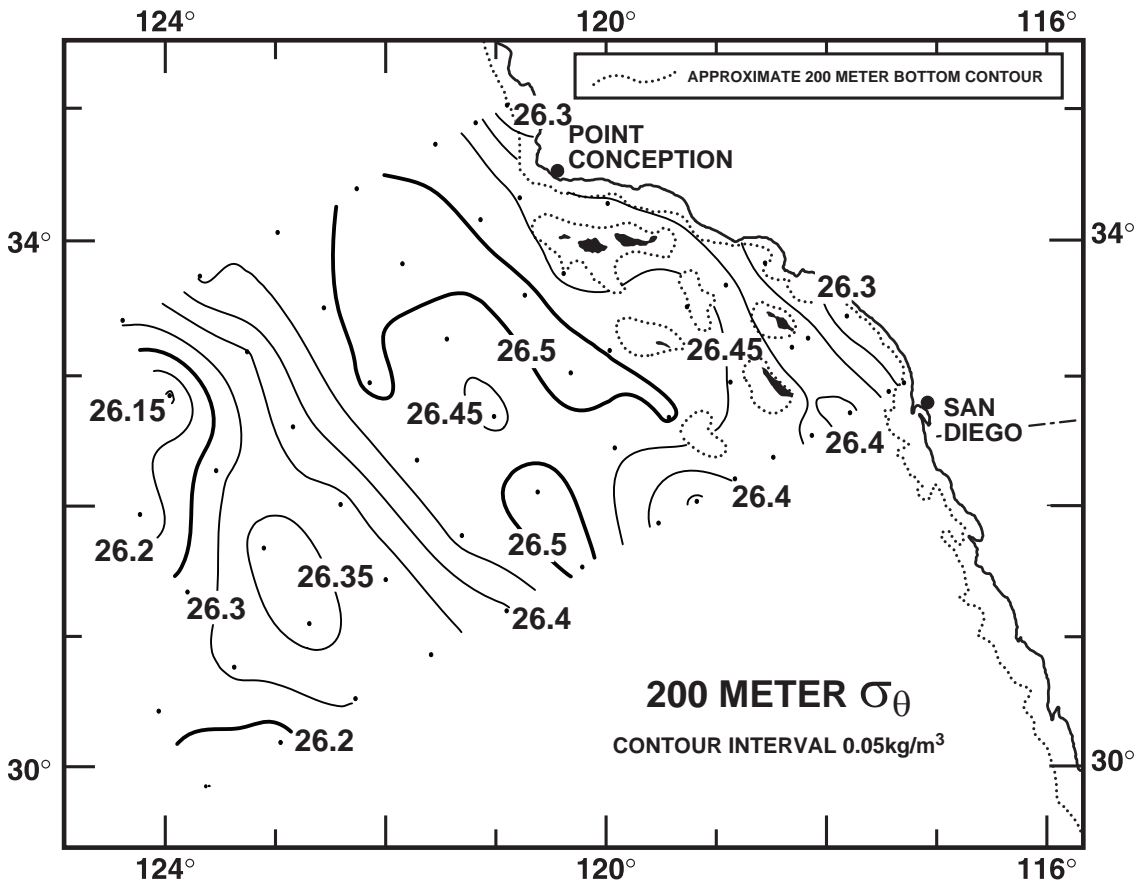 124° 120° 116°
APPROXIMATE 200 METER BOTTOM CONTOUR
26.3
POINT
CONCEPTION
34° 34°
26.3
26.5 26.45
26.15 26.45 SAN
26.4 DIEGO
26.4
26.2 26.5
26.35
26.3 26.4
200 METER σθ
26.2 CONTOUR INTERVAL 0.05kg/m³
30° 30°
124° 120° 116°